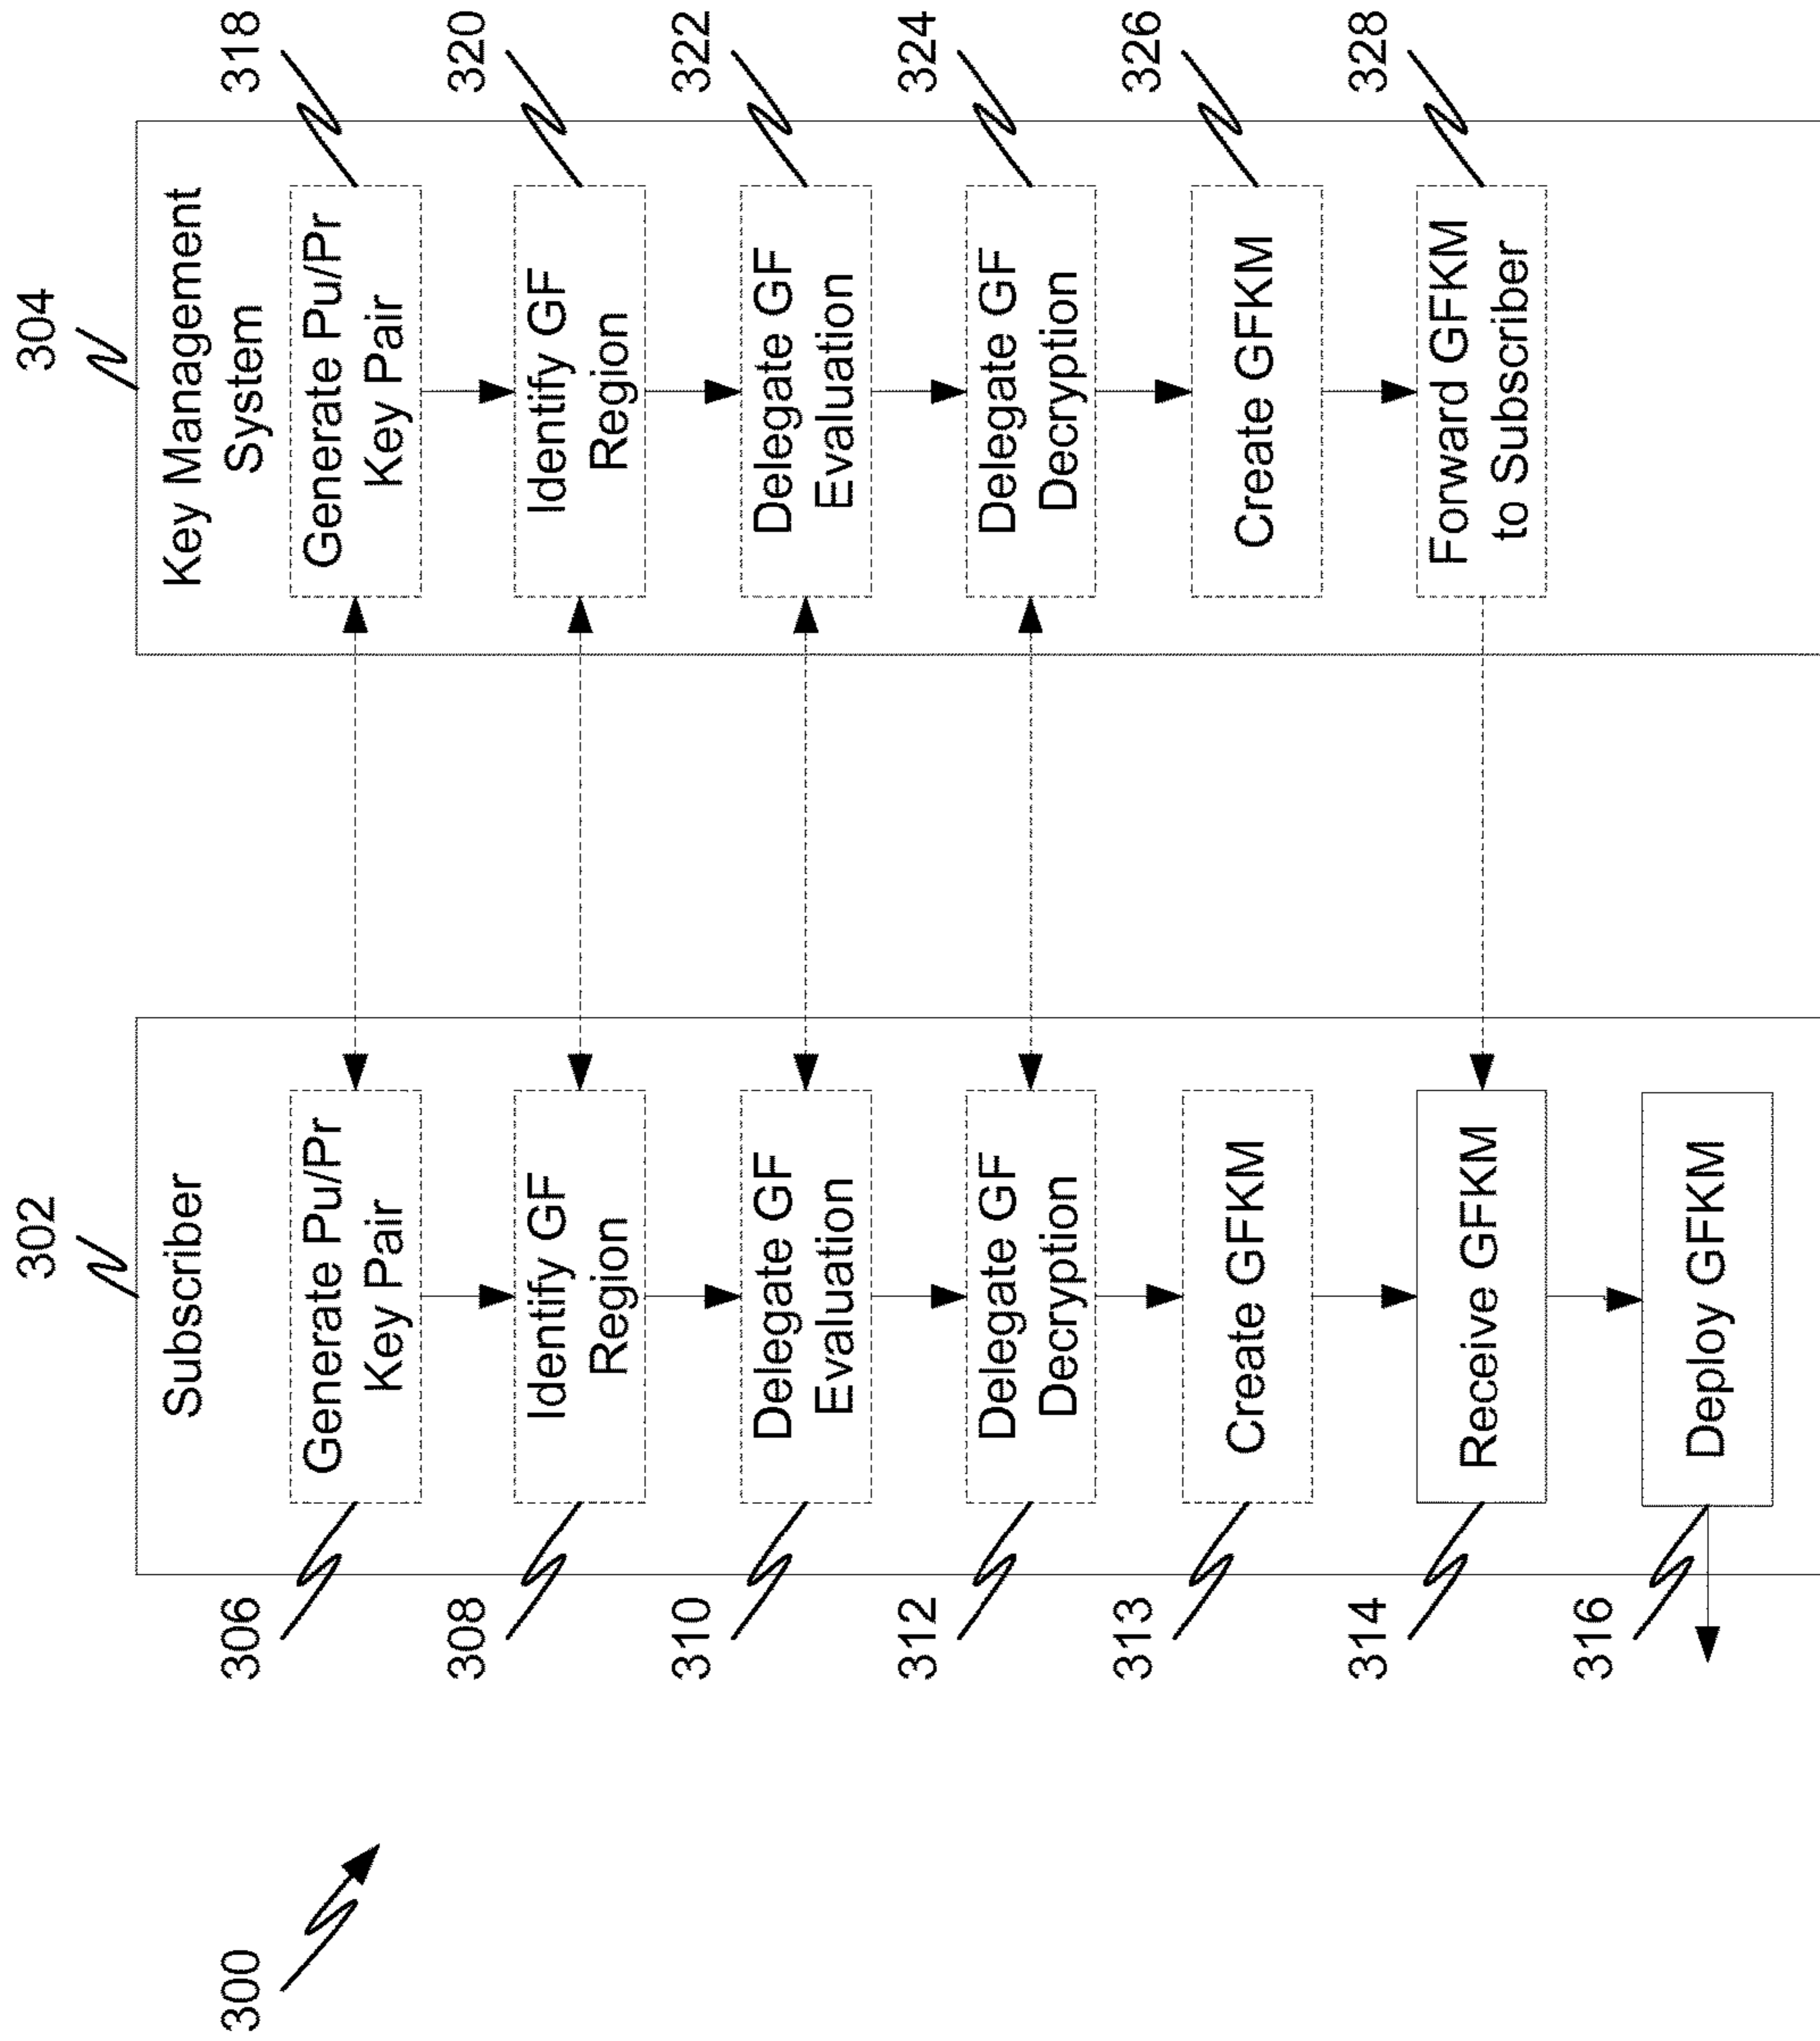 300
302
304
Subscriber
Key Management
System
306
Generate Pu/Pr
Key Pair
Generate Pu/Pr
Key Pair
318
308
Identify GF
Region
Identify GF
Region
320
310
Delegate GF
Evaluation
Delegate GF
Evaluation
322
312
Delegate GF
Decryption
Delegate GF
Decryption
324
313
Create GFKM
Create GFKM
326
314
Receive GFKM
Forward GFKM
to Subscriber
328
316
Deploy GFKM